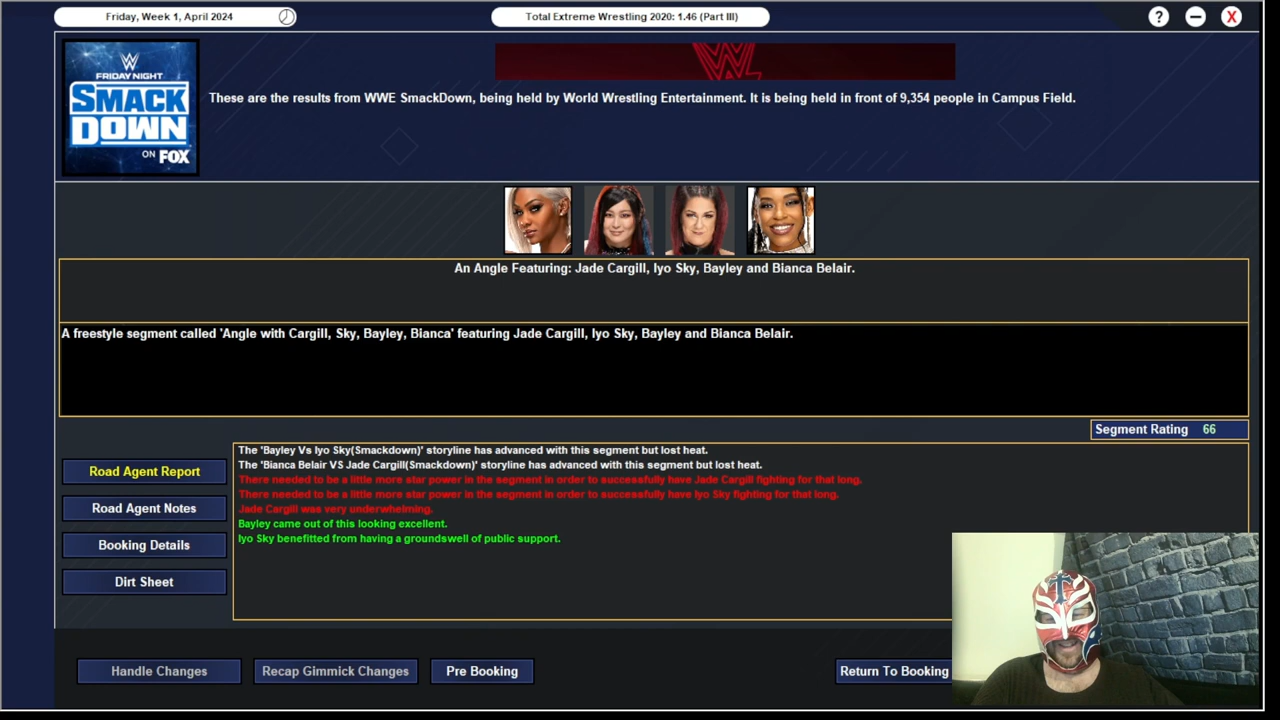 Friday, Week 1, April 2024
Total Extreme Wrestling 2020: 1.46 (Part III)
?
X
FRIDAY NIGHT
SMACK
DOWN
ON FOX
These are the results from WWE SmackDown, being held by World Wrestling Entertainment. It is being held in front of 9,354 people in Campus Field.
An Angle Featuring: Jade Cargill, Iyo Sky, Bayley and Bianca Belair.
A freestyle segment called 'Angle with Cargill, Sky, Bayley, Bianca' featuring Jade Cargill, Iyo Sky, Bayley and Bianca Belair.
Segment Rating 66
Road Agent Report
Road Agent Notes
Booking Details
Dirt Sheet
The 'Bayley Vs Iyo Sky(Smackdown)' storyline has advanced with this segment but lost heat.
The 'Bianca Belair VS Jade Cargill(Smackdown)' storyline has advanced with this segment but lost heat.
There needed to be a little more star power in the segment in order to successfully have Jade Cargill fighting for that long.
There needed to be a little more star power in the segment in order to successfully have Iyo Sky fighting for that long.
Jade Cargill was very underwhelming.
Bayley came out of this looking excellent.
Iyo Sky benefitted from having a groundswell of public support.
Handle Changes
Recap Gimmick Changes
Pre Booking
Return To Booking